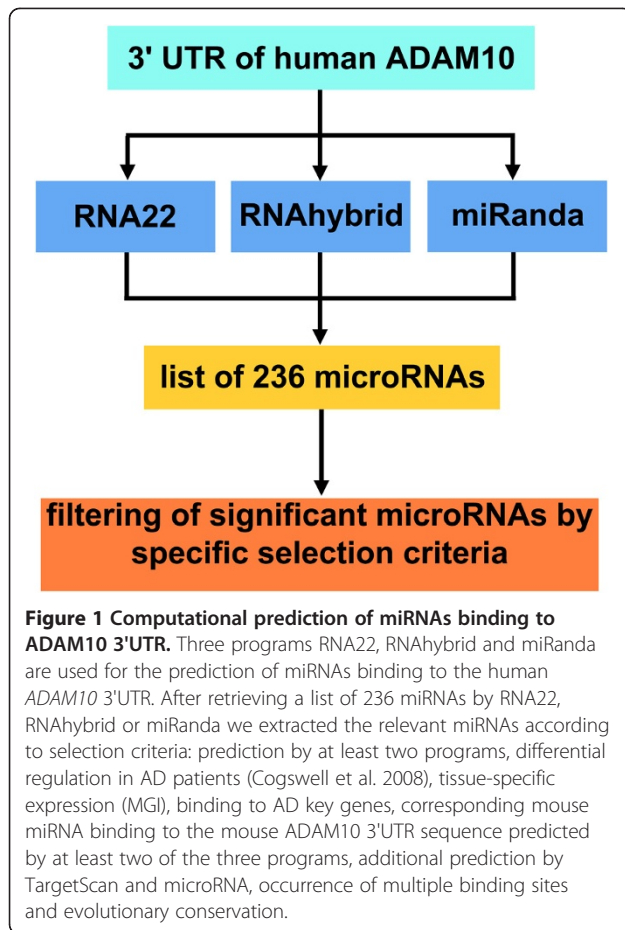 3' UTR of human ADAM10
RNA22
RNAhybrid
miRanda
list of 236 microRNAs
filtering of significant microRNAs by
specific selection criteria
Figure 1 Computational prediction of miRNAs binding to
ADAM10 3'UTR. Three programs RNA22, RNAhybrid and miRanda
are used for the prediction of miRNAs binding to the human
ADAM10 3'UTR. After retrieving a list of 236 miRNAs by RNA22,
RNAhybrid or miRanda we extracted the relevant miRNAs according
to selection criteria: prediction by at least two programs, differential
regulation in AD patients (Cogswell et al. 2008), tissue-specific
expression (MGI), binding to AD key genes, corresponding mouse
miRNA binding to the mouse ADAM10 3'UTR sequence predicted
by at least two of the three programs, additional prediction by
TargetScan and microRNA, occurrence of multiple binding sites
and evolutionary conservation.